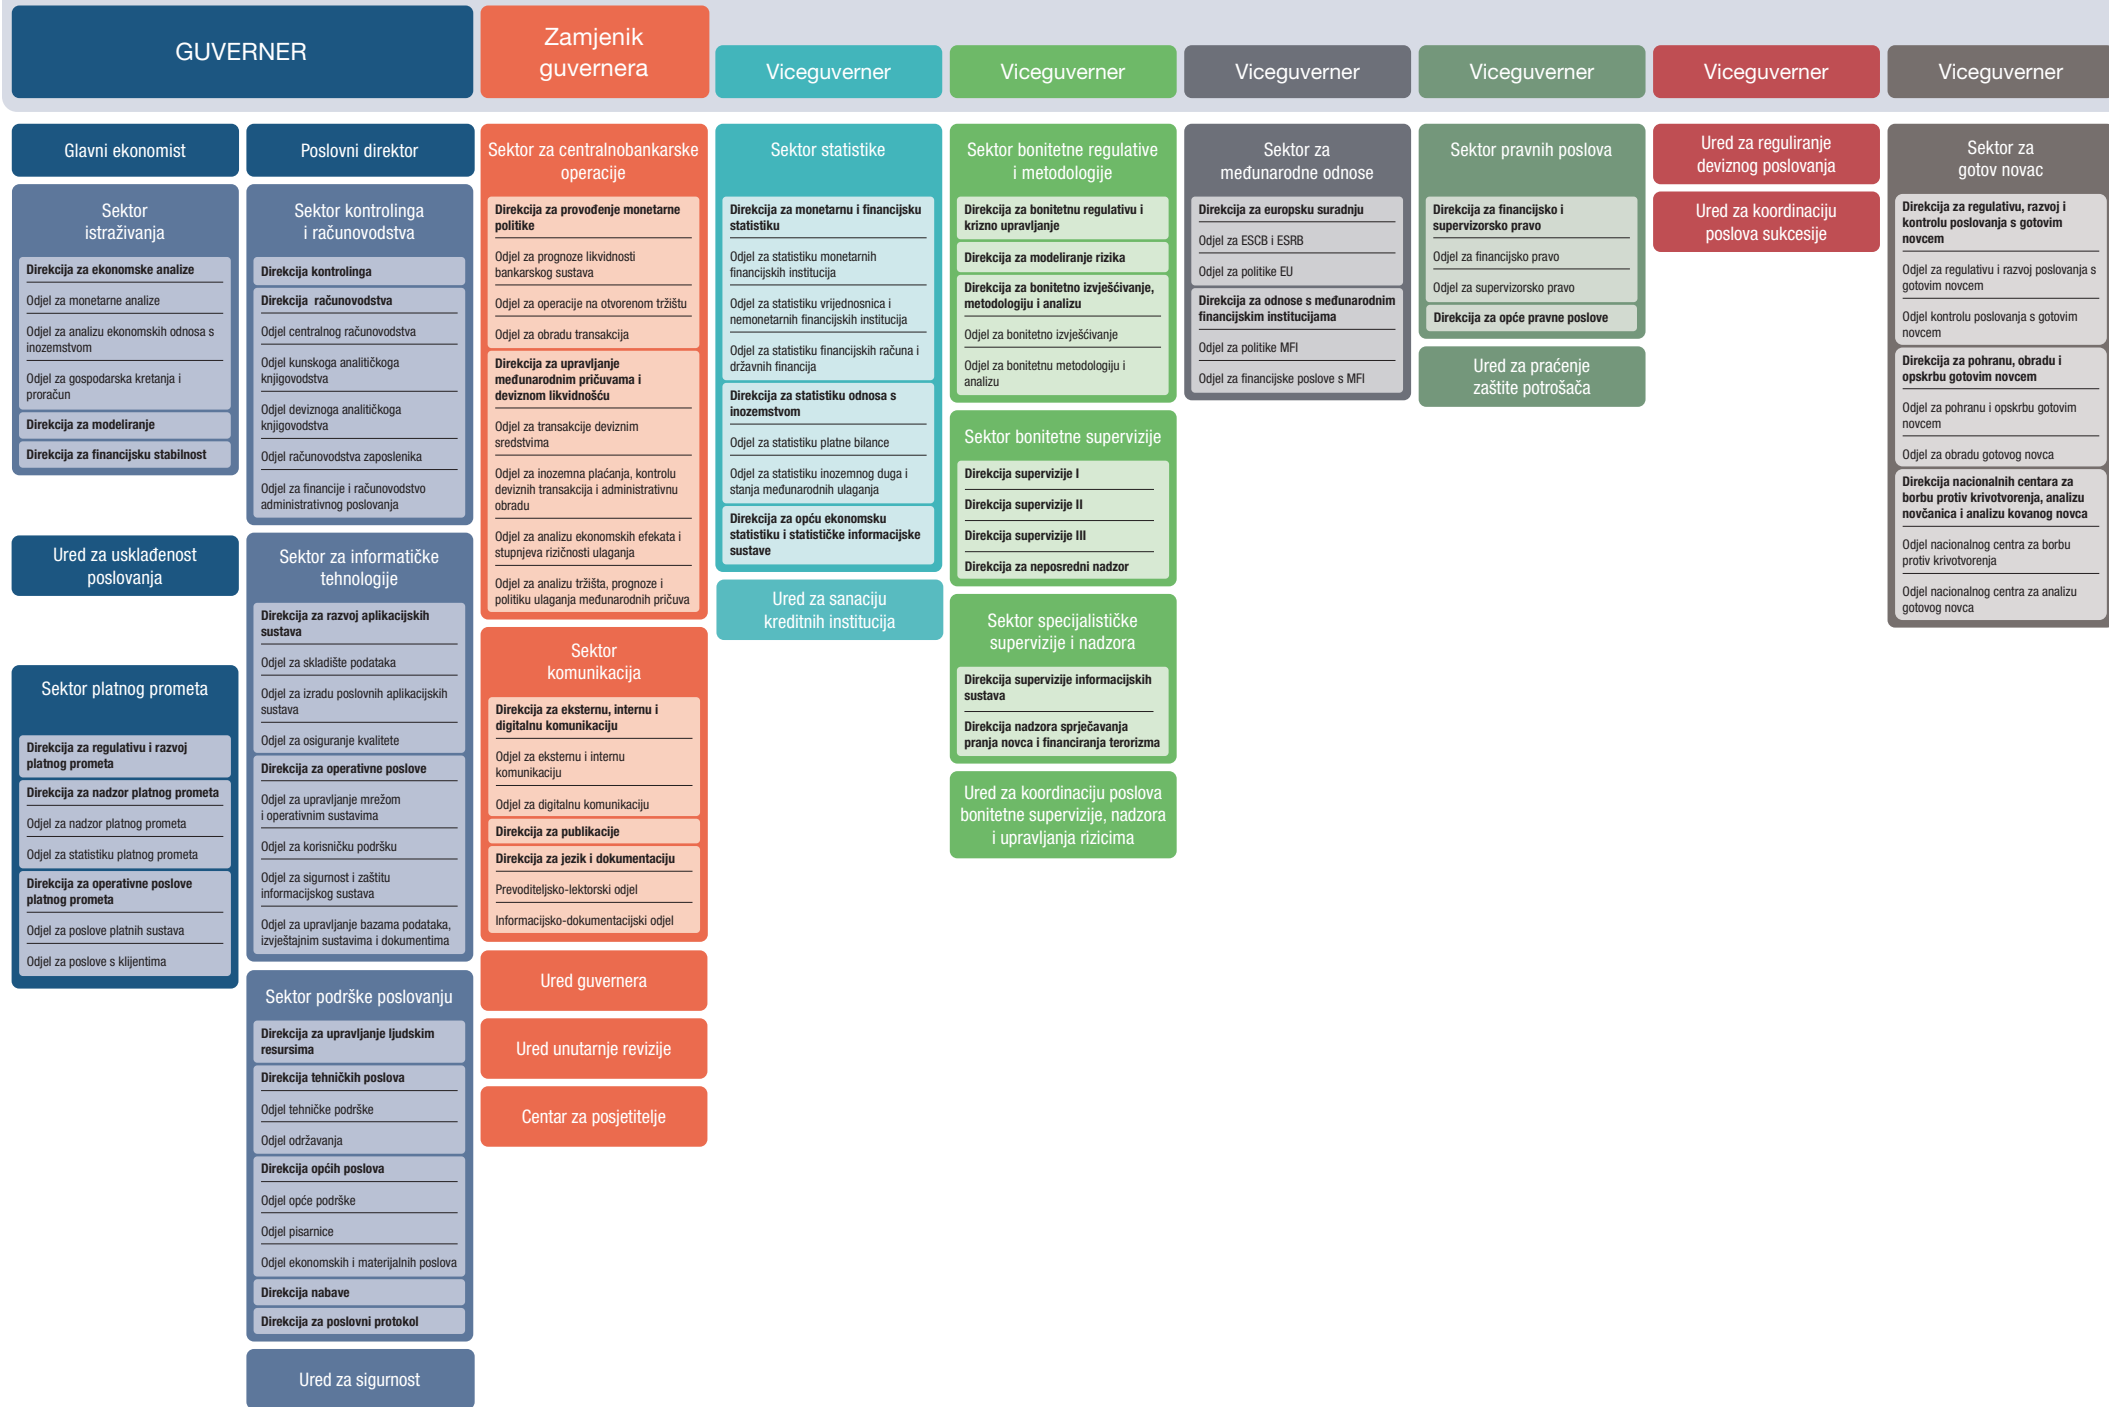 GUVERNER
Zamjenik
guvernera
Viceguverner
Viceguverner
Viceguverner
Viceguverner
Viceguverner
Viceguverner
Glavni ekonomist
Sektor
istraživanja
Direkcija za ekonomske analize
Odjel za monetarne analize
Odjel za analizu ekonomskih odnosa s
inozemstvom
Odjel za gospodarska kretanja i
proračun
Direkcija za modeliranje
Direkcija za financijsku stabilnost
Ured za usklađenost
poslovanja
Sektor platnog prometa
Direkcija za regulativu i razvoj
platnog prometa
Direkcija za nadzor platnog prometa
Odjel za nadzor platnog prometa
Odjel za statistiku platnog prometa
Direkcija za operativne poslove
platnog prometa
Odjel za poslove platnih sustava
Odjel za poslove s klijentima
Poslovni direktor
Sektor kontrolinga
i računovodstva
Direkcija kontrolinga
Direkcija računovodstva
Odjel centralnog računovodstva
Odjel kunskoga analitičkoga
knjigovodstva
Odjel deviznoga analitičkoga
knjigovodstva
Odjel računovodstva zaposlenika
Odjel za financije i računovodstvo
administrativnog poslovanja
Sektor za informatičke
tehnologije
Direkcija za razvoj aplikacijskih
sustava
Odjel za skladište podataka
Odjel za izradu poslovnih aplikacijskih
sustava
Odjel za osiguranje kvalitete
Direkcija za operativne poslove
Odjel za upravljanje mrežom
i operativnim sustavima
Odjel za korisničku podršku
Odjel za sigurnost i zaštitu
informacijskog sustava
Odjel za upravljanje bazama podataka,
izvještajnim sustavima i dokumentima
Sektor podrške poslovanju
Direkcija za upravljanje ljudskim
resursima
Direkcija tehničkih poslova
Odjel tehničke podrške
Odjel održavanja
Direkcija općih poslova
Odjel opće podrške
Odjel pisarnice
Odjel ekonomskih i materijalnih poslova
Direkcija nabave
Direkcija za poslovni protokol
Ured za sigurnost
Sektor za centralnobankarske
operacije
Direkcija za provođenje monetarne
politike
Odjel za prognoze likvidnosti
bankarskog sustava
Odjel za operacije na otvorenom tržištu
Odjel za obradu transakcija
Direkcija za upravljanje
međunarodnim pričuvama i
deviznom likvidnošću
Odjel za transakcije deviznim
sredstvima
Odjel za inozemna plaćanja, kontrolu
deviznih transakcija i administrativnu
obradu
Odjel za analizu ekonomskih efekata i
stupnjeva rizičnosti ulaganja
Odjel za analizu tržišta, prognoze i
politiku ulaganja međunarodnih pričuva
Sektor
komunikacija
Direkcija za eksternu, internu i
digitalnu komunikaciju
Odjel za eksternu i internu
komunikaciju
Odjel za digitalnu komunikaciju
Direkcija za publikacije
Direkcija za jezik i dokumentaciju
Prevoditeljsko-lektorski odjel
Informacijsko-dokumentacijski odjel
Ured guvernera
Ured unutarnje revizije
Centar za posjetitelje
Sektor statistike
Direkcija za monetarnu i financijsku
statistiku
Odjel za statistiku monetarnih
financijskih institucija
Odjel za statistiku vrijednosnica i
nemonetarnih financijskih institucija
Odjel za statistiku financijskih računa i
državnih financija
Direkcija za statistiku odnosa s
inozemstvom
Odjel za statistiku platne bilance
Odjel za statistiku inozemnog duga i
stanja međunarodnih ulaganja
Direkcija za opću ekonomsku
statistiku i statističke informacijske
sustave
Ured za sanaciju
kreditnih institucija
Sektor bonitetne regulative
i metodologije
Direkcija za bonitetnu regulativu i
krizno upravljanje
Direkcija za modeliranje rizika
Direkcija za bonitetno izvješćivanje,
metodologiju i analizu
Odjel za bonitetno izvješćivanje
Odjel za bonitetnu metodologiju i
analizu
Sektor bonitetne supervizije
Direkcija supervizije I
Direkcija supervizije II
Direkcija supervizije III
Direkcija za neposredni nadzor
Sektor specijalističke
supervizije i nadzora
Direkcija supervizije informacijskih
sustava
Direkcija nadzora sprječavanja
pranja novca i financiranja terorizma
Ured za koordinaciju poslova
bonitetne supervizije, nadzora
i upravljanja rizicima
Sektor za
međunarodne odnose
Direkcija za europsku suradnju
Odjel za ESCB i ESRB
Odjel za politike EU
Direkcija za odnose s međunarodnim
financijskim institucijama
Odjel za politike MFI
Odjel za financijske poslove s MFI
Sektor pravnih poslova
Direkcija za financijsko i
supervizorsko pravo
Odjel za financijsko pravo
Odjel za supervizorsko pravo
Direkcija za opće pravne poslove
Ured za praćenje
zaštite potrošača
Ured za reguliranje
deviznog poslovanja
Ured za koordinaciju
poslova sukcesije
Sektor za
gotov novac
Direkcija za regulativu, razvoj i
kontrolu poslovanja s gotovim
novcem
Odjel za regulativu i razvoj poslovanja s
gotovim novcem
Odjel kontrolu poslovanja s gotovim
novcem
Direkcija za pohranu, obradu i
opskrbu gotovim novcem
Odjel za pohranu i opskrbu gotovim
novcem
Odjel za obradu gotovog novca
Direkcija nacionalnih centara za
borbu protiv krivotvorenja, analizu
novčanica i analizu kovanog novca
Odjel nacionalnog centra za borbu
protiv krivotvorenja
Odjel nacionalnog centra za analizu
gotovog novca